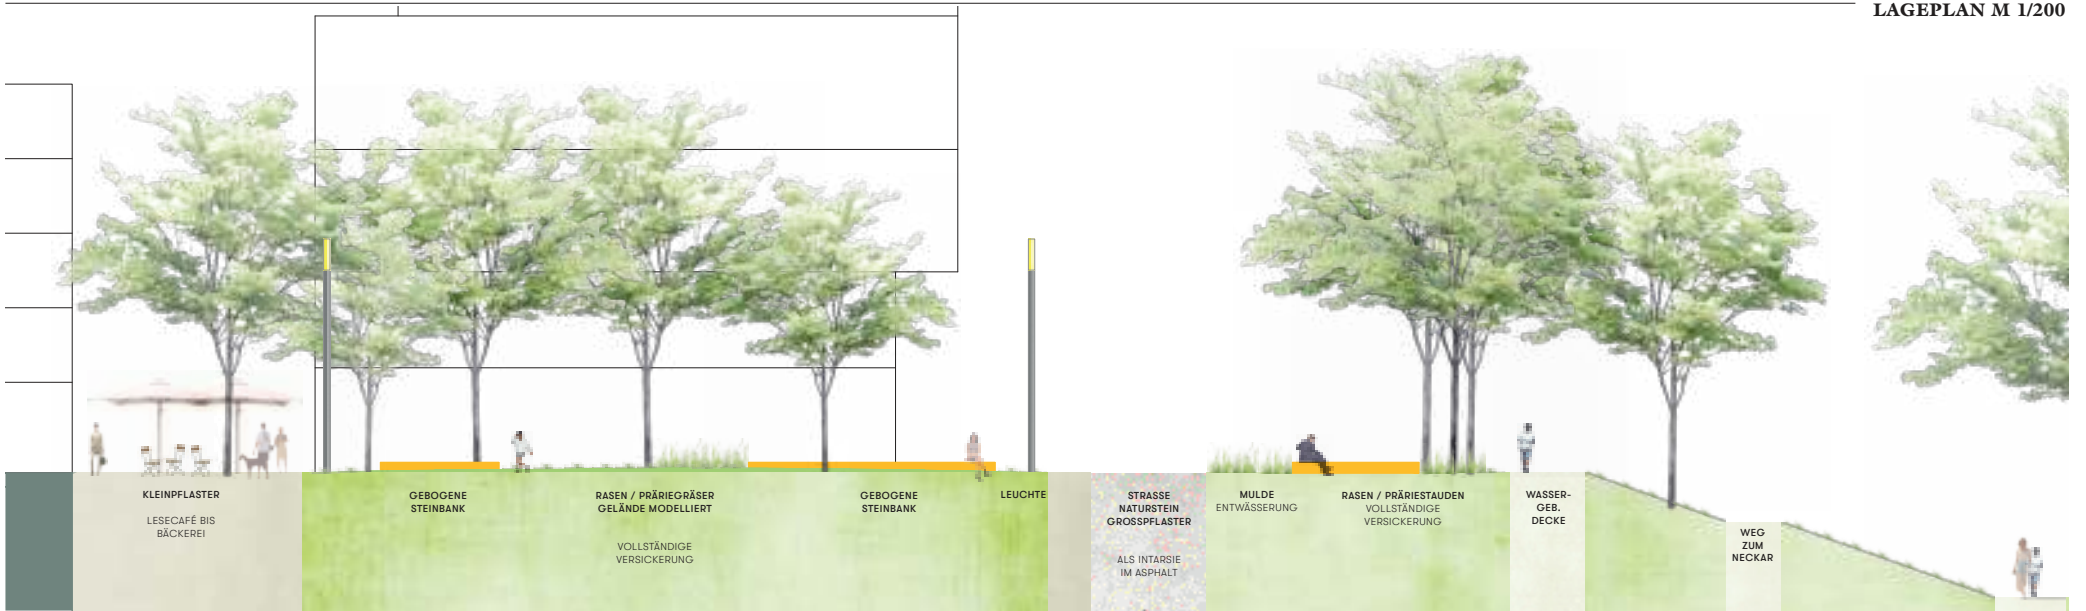 LAGEPLAN M 1/200
KLEINPFLASTER
LESECAFÉ BIS
BÄCKEREI
GEBOGENE
STEINBANK
RASEN / PRÄRIEGRÄSER
GELÄNDE MODELLIERT
VOLLSTÄNDIGE
VERSICKERUNG
GEBOGENE
STEINBANK
LEUCHTE
STRASSE
NATURSTEIN
GROSSPFLASTER
ALS INTARSIE
IM ASPHALT
MULDE
ENTWÄSSERUNG
RASEN / PRÄRIESTAUDEN
VOLLSTÄNDIGE
VERSICKERUNG
WASSER-
GEB.
DECKE
WEG
ZUM
NECKAR